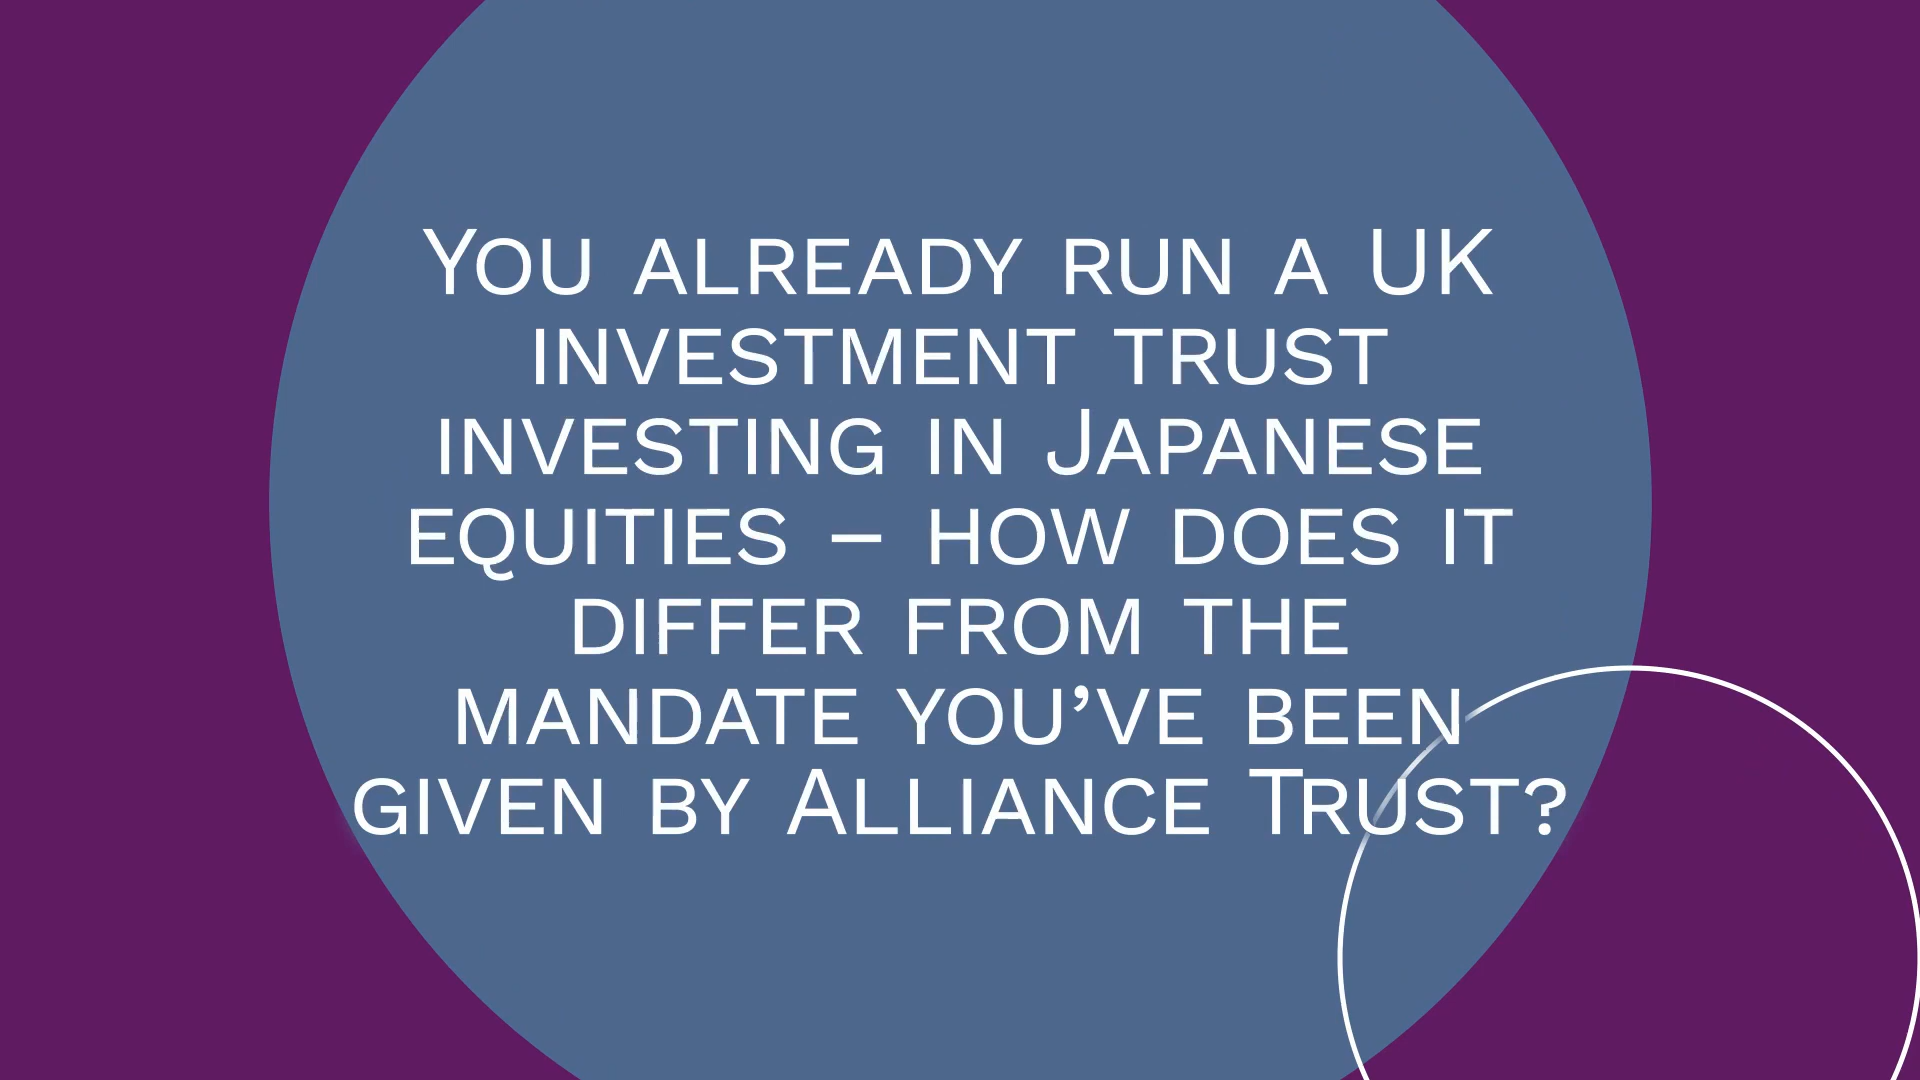 You already run a UK
investment trust
investing in Japanese
equities – how does it
differ from the
mandate you’ve been
given by Alliance Trust?